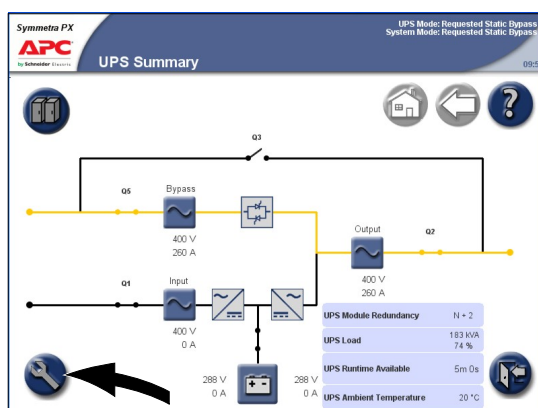 Symmetra PX
APC
by Schneider Electric
UPS Summary
UPS Mode: Requested Static Bypass
System Mode: Requested Static Bypass
09:5
?
Q3
Q5
Bypass
400 V
260 A
Output
Q2
400 V
260 A
Q1
Input
400 V
0 A
288 V
0 A
288 V
0 A
UPS Module Redundancy N + 2
UPS Load 183 kVA
74 %
UPS Runtime Available 5m 0s
UPS Ambient Temperature 20 °C